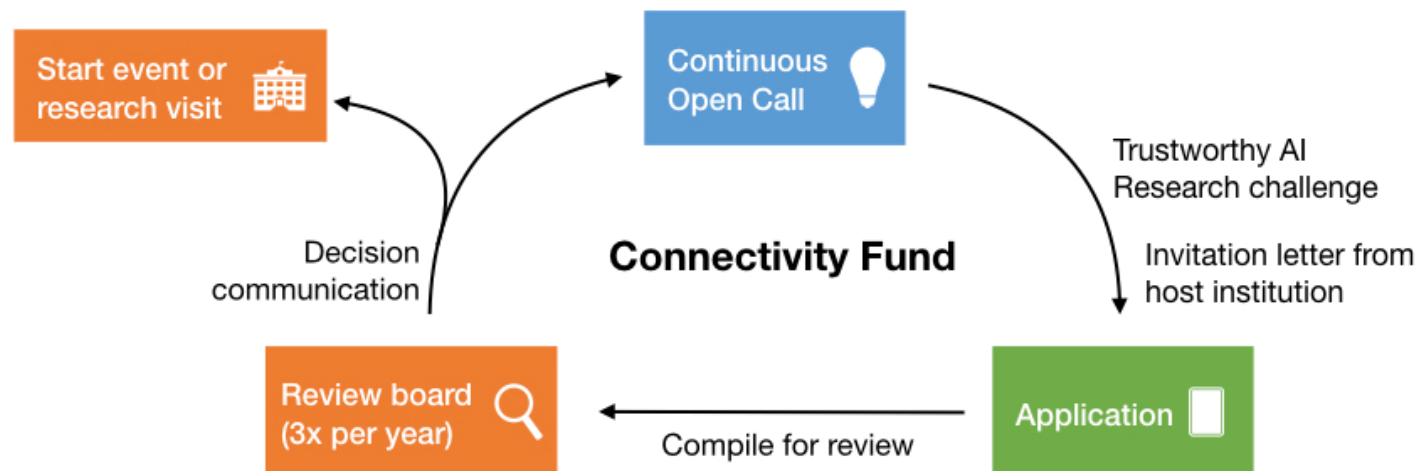 Start event or
research visit
Continuous
Open Call
Trustworthy AI
Research challenge
Decision
communication
Connectivity Fund
Invitation letter from
host institution
Review board
(3x per year)
Compile for review
Application